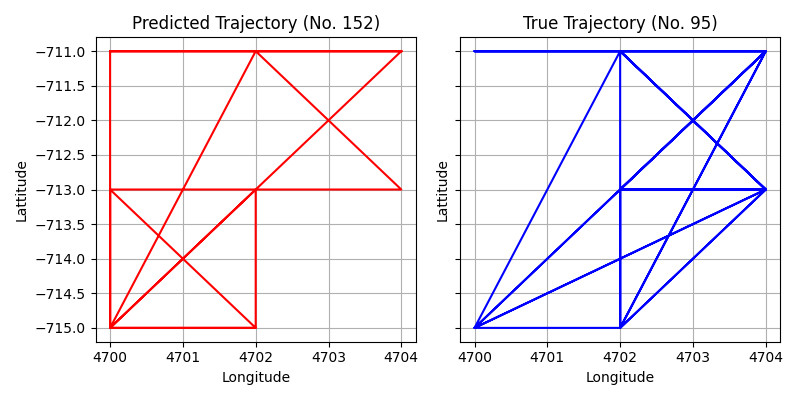 Predicted Trajectory (No. 152)
−711.0
−711.5
−712.0
−712.5
−713.0
−713.5
−714.0
−714.5
−715.0
Lattitude
4700 4701 4702 4703 4704
Longitude
True Trajectory (No. 95)
Lattitude
4700 4701 4702 4703 4704
Longitude